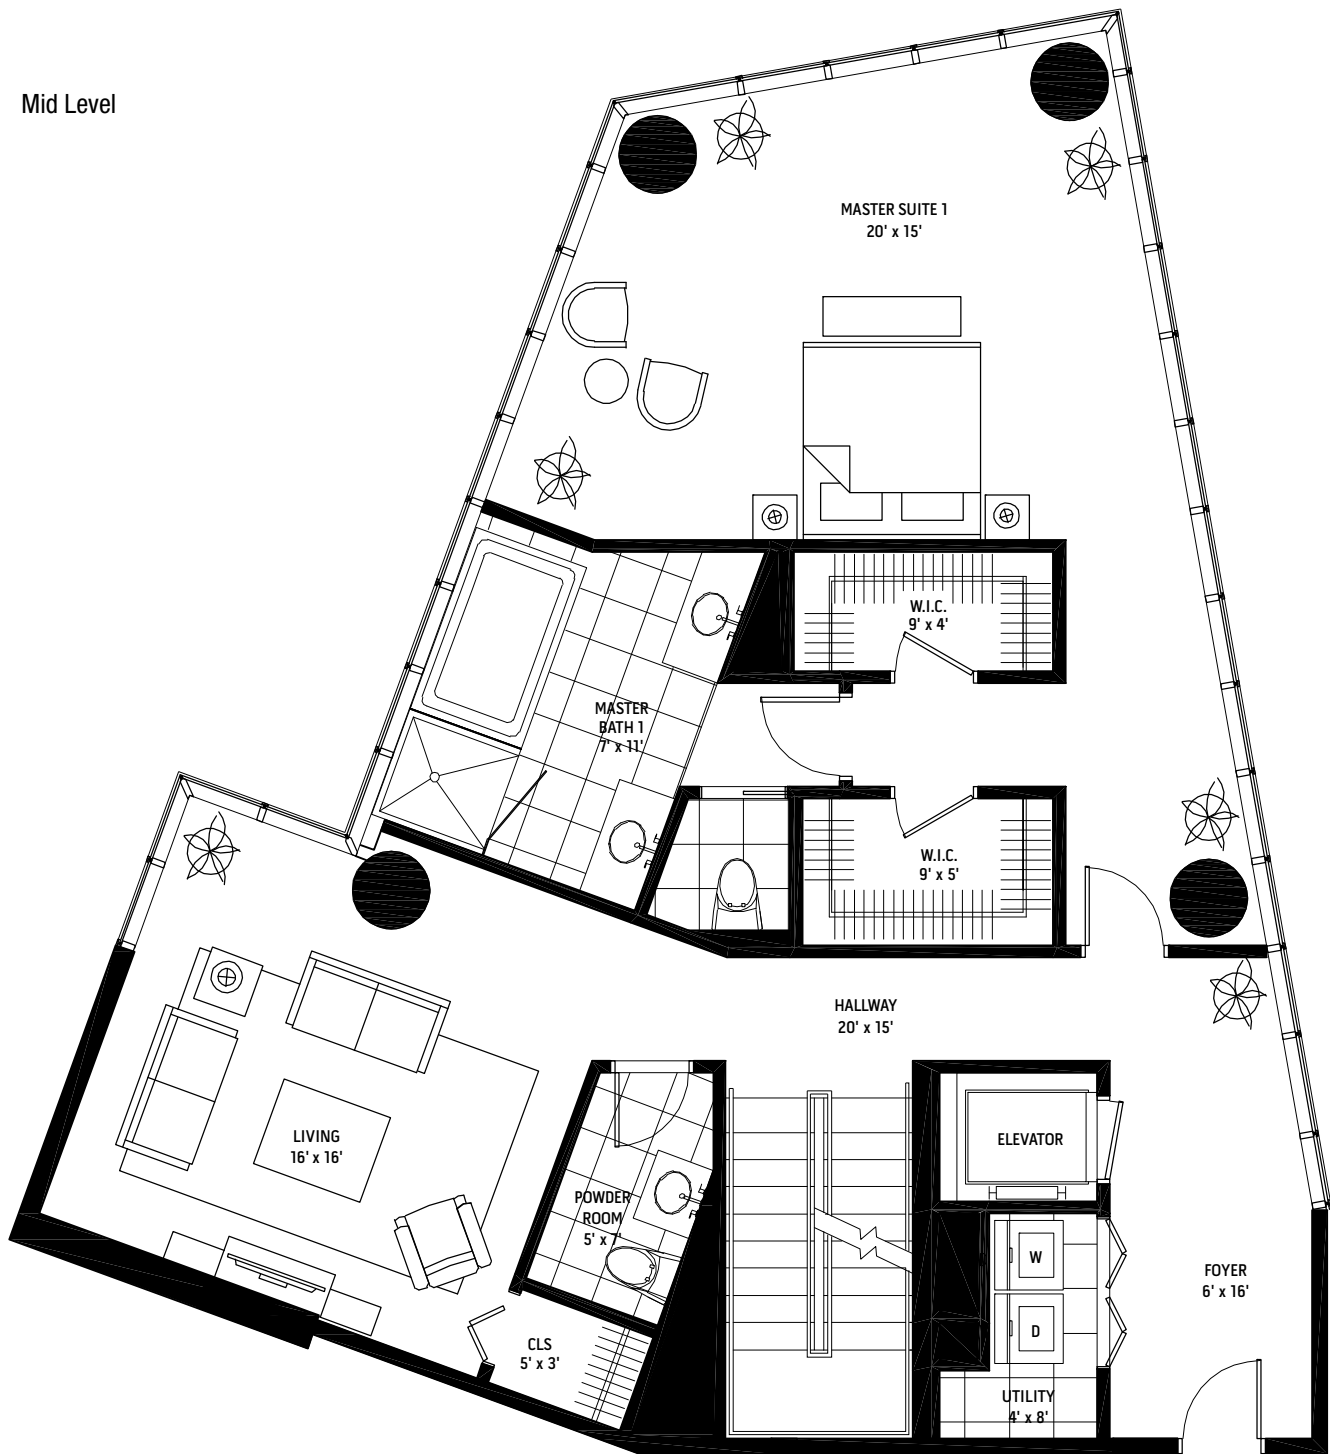 Mid Level
MASTER SUITE 1
20' x 15'
W.I.C.
9' x 4'
MASTER
BATH 1
7' x 11'
W.I.C.
9' x 5'
HALLWAY
20' x 15'
LIVING
16' x 16'
ELEVATOR
POWDER
ROOM
5' x 7'
W
FOYER
6' x 16'
D
CLS
5' x 3'
UTILITY
4' x 8'